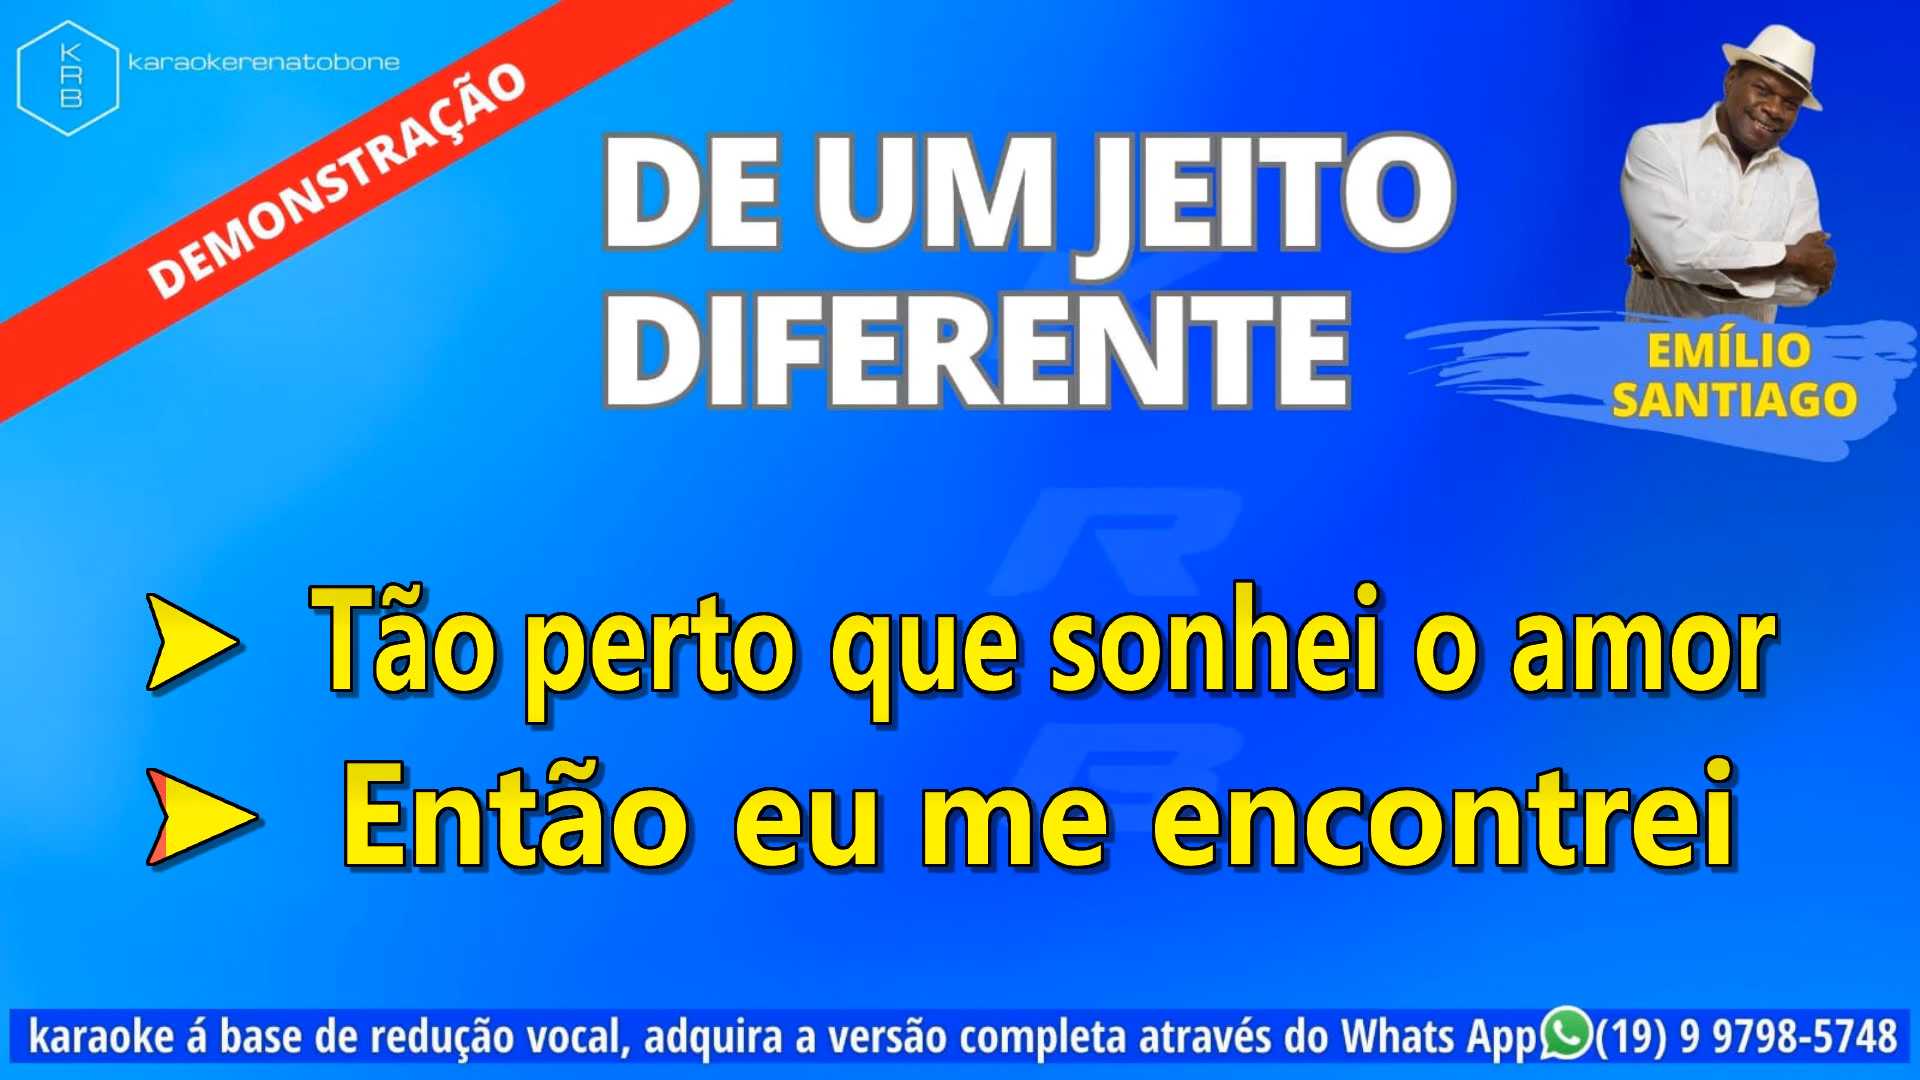 K
R
B
karaokerenatobone
DEMONSTRAÇÃO
DE UM JEITO
DIFERENTE
EMÍLIO
SANTIAGO
K
R
B
Tão perto que sonhei o amor
Então eu me encontrei
karaoke á base de redução vocal, adquira a versão completa através do Whats App (19) 9 9798-5748